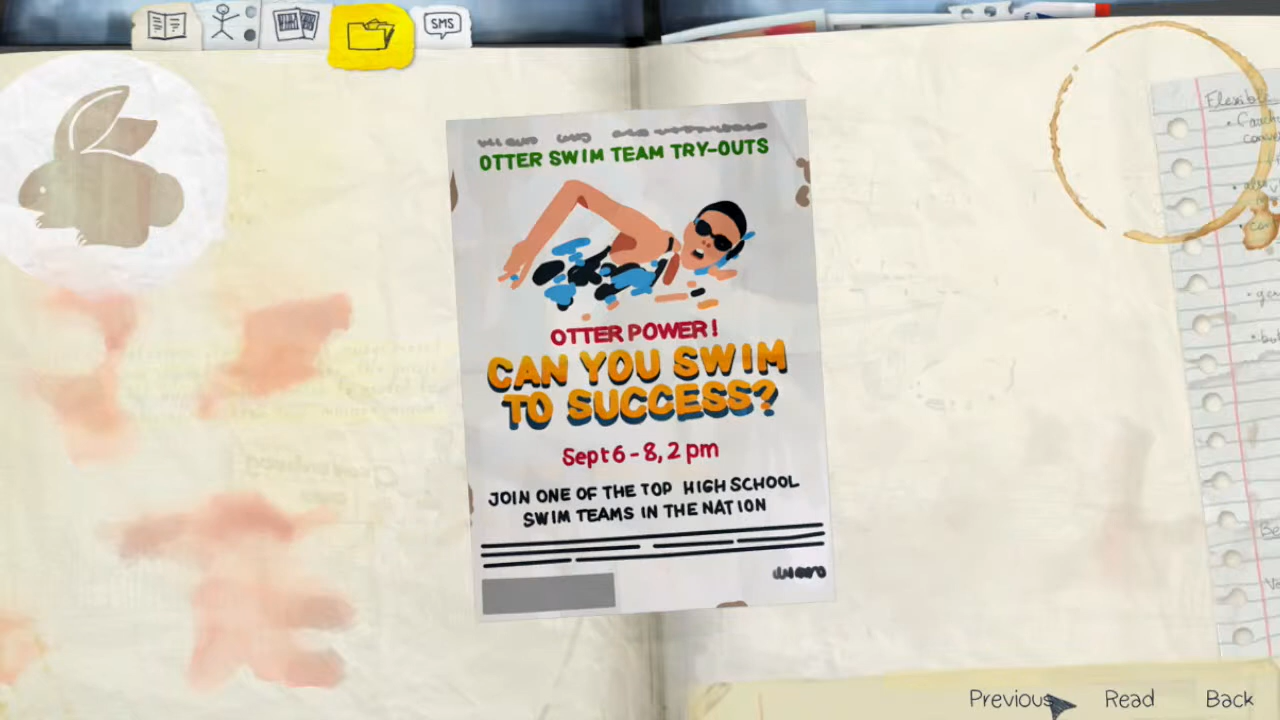 SMS
OTTER SWIM TEAM TRY-OUTS
OTTER POWER!
CAN YOU SWIM
TO SUCCESS?
Sept 6 - 8, 2 pm
JOIN ONE OF THE TOP HIGH SCHOOL
SWIM TEAMS IN THE NATION
Flexible
Previous
Read
Back